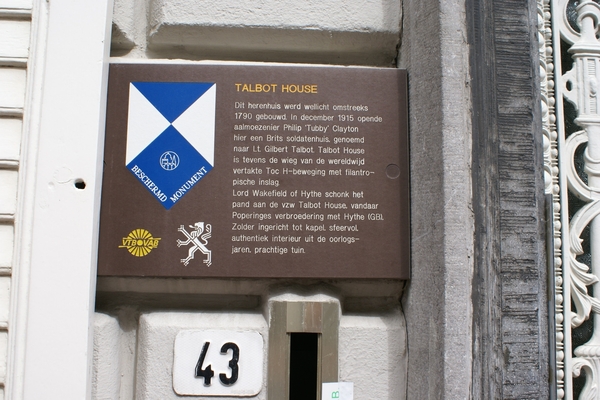 TALBOT HOUSE
Dit herenhuis werd wellicht omstreeks
1790 gebouwd. In december 1915 opende
aalmoezenier Philip 'Tubby' Clayton
hier een Brits soldatenhuis, genoemd
naar Lt. Gilbert Talbot. Talbot House
is tevens de wieg van de wereldwijd
vertakte Toc H-beweging met filantro-
pische inslag.
Lord Wakefield of Hythe schonk het
pand aan de vzw Talbot House, vandaar
Poperinges verbroedering met Hythe (GB).
Zolder ingericht tot kapel, sfeervol,
authentiek interieur uit de oorlogs-
jaren, prachtige tuin.
BESCHERMD MONUMENT
VTB-VAB
43
B.